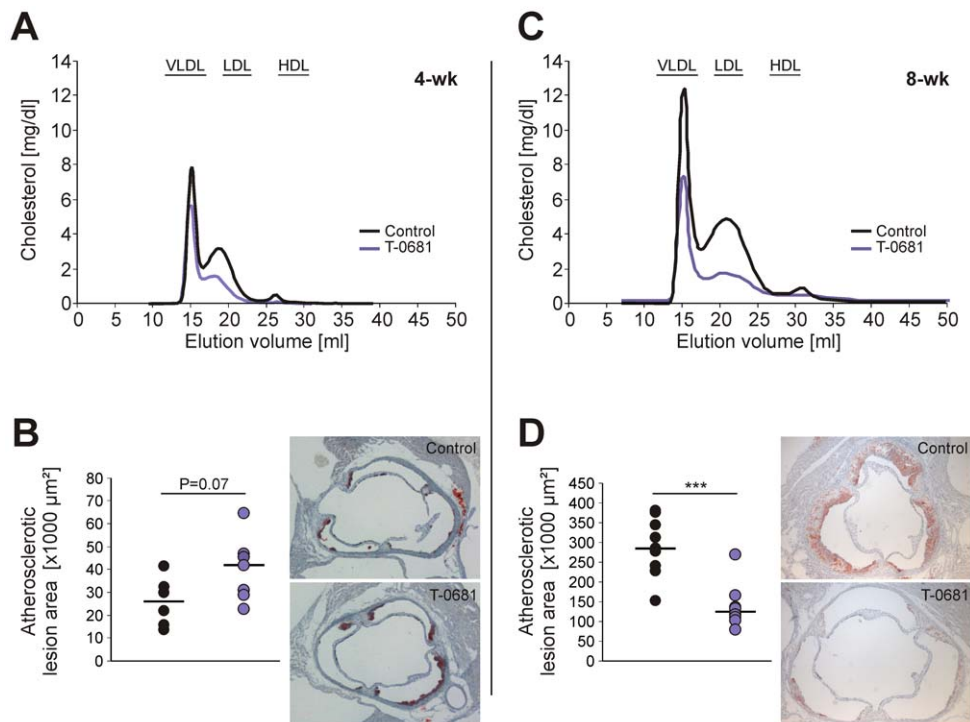 A
VLDL LDL HDL
4-wk
Cholesterol [mg/dl]
14
12
10
8
6
4
2
0
Control
T-0681
0 5 10 15 20 25 30 35 40 45 50
Elution volume [ml]
C
VLDL LDL HDL
8-wk
Cholesterol [mg/dl]
14
12
10
8
6
4
2
0
Control
T-0681
0 5 10 15 20 25 30 35 40 45 50
Elution volume [ml]
B
Atherosclerotic
lesion area [x1000 µm²]
80
70
60
50
40
30
20
10
0
P=0.07
Control
T-0681
D
Atherosclerotic
lesion area [x1000 µm²]
450
400
350
300
250
200
150
100
50
0
***
Control
T-0681